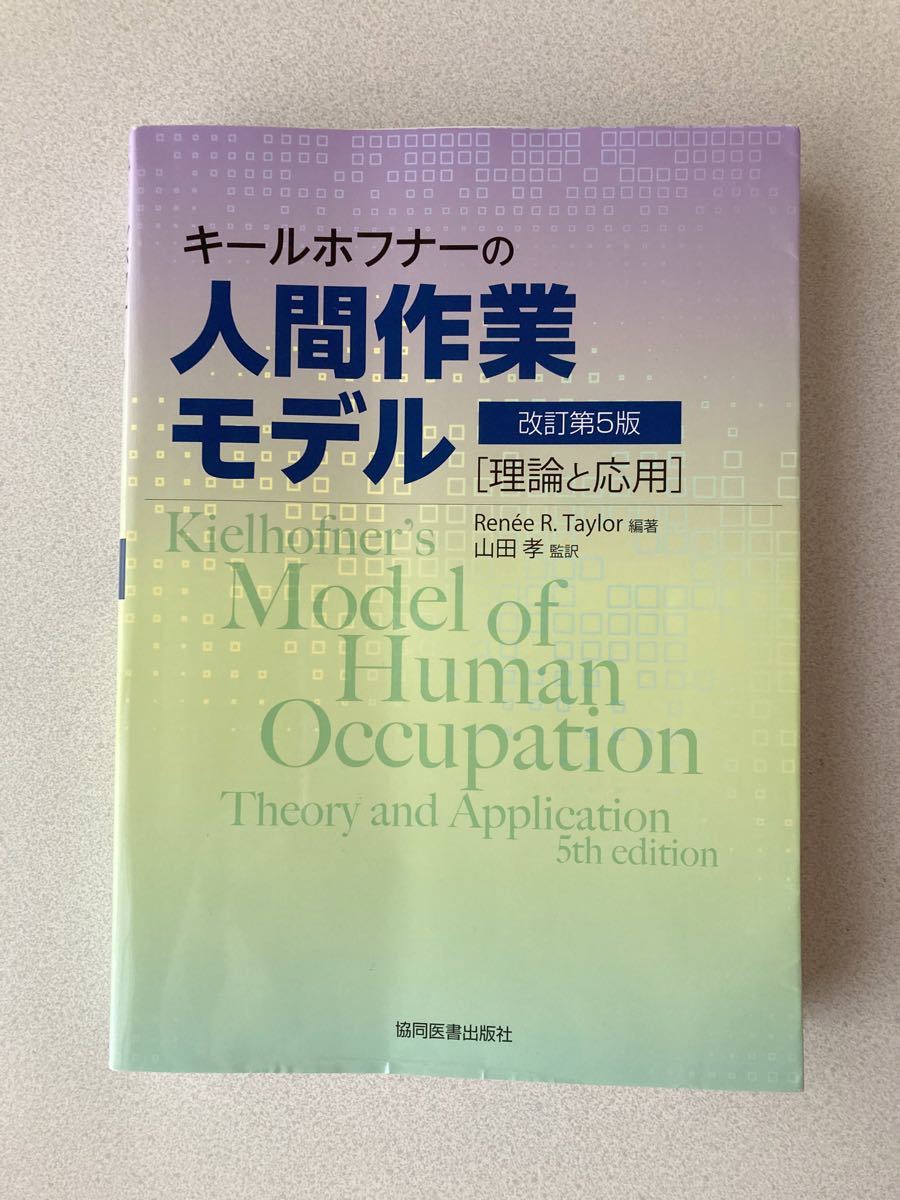 キールホフナーの
人間作業
モデル
改訂第5版
[理論と応用]
Renée R. Taylor 編著
山田 孝 監訳
Kielhofner's
Model of
Human
Occupation
Theory and Application
5th edition
協同医書出版社